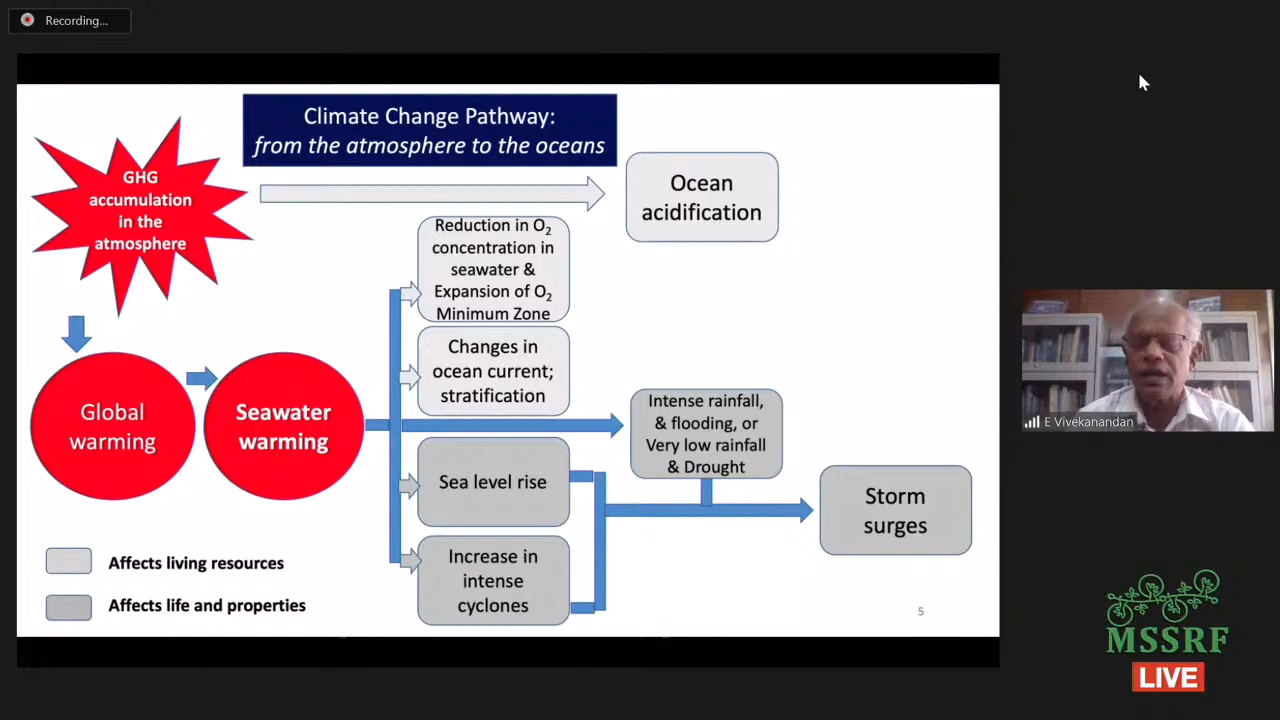 Recording...
Climate Change Pathway:
from the atmosphere to the oceans
GHG
accumulation
in the
atmosphere
Ocean
acidification
Reduction in O₂
concentration in
seawater &
Expansion of O₂
Minimum Zone
Changes in
ocean current;
stratification
Global
warming
Seawater
warming
Intense rainfall,
& flooding, or
Very low rainfall
& Drought
Sea level rise
Storm
surges
Increase in
intense
cyclones
Affects living resources
Affects life and properties
5
E Vivekanandan
MSSRF
LIVE